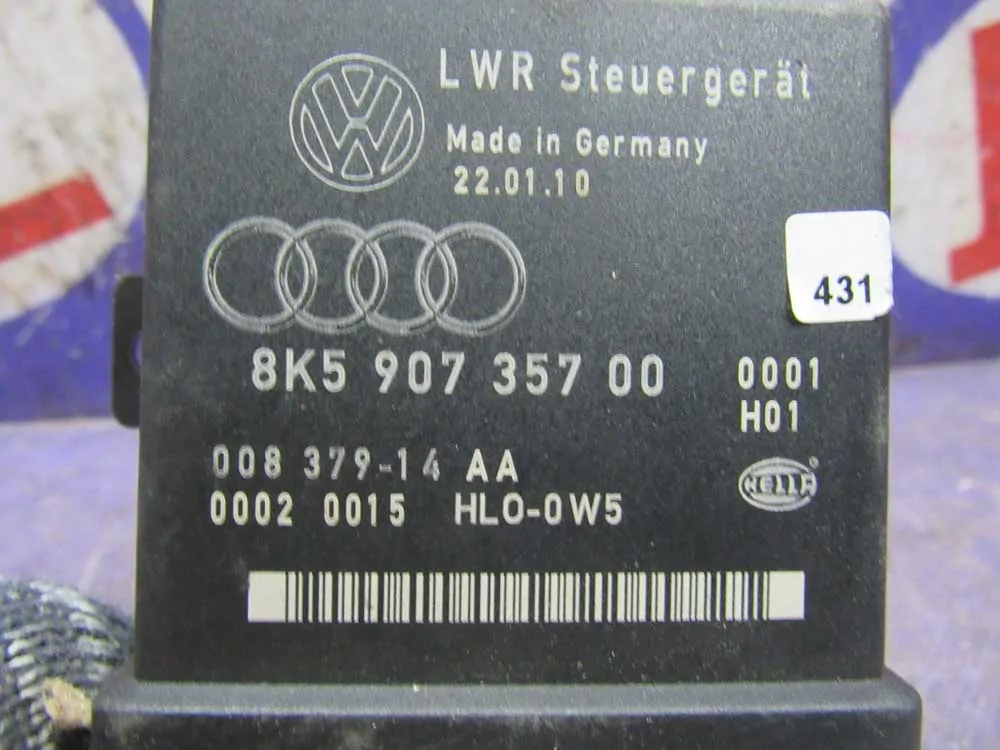 LWR Steuergerät
Made in Germany
22.01.10
431
8K5 907 357 00
0001
H01
008 379-14 AA
0002 0015 HLO-0W5
HELLA